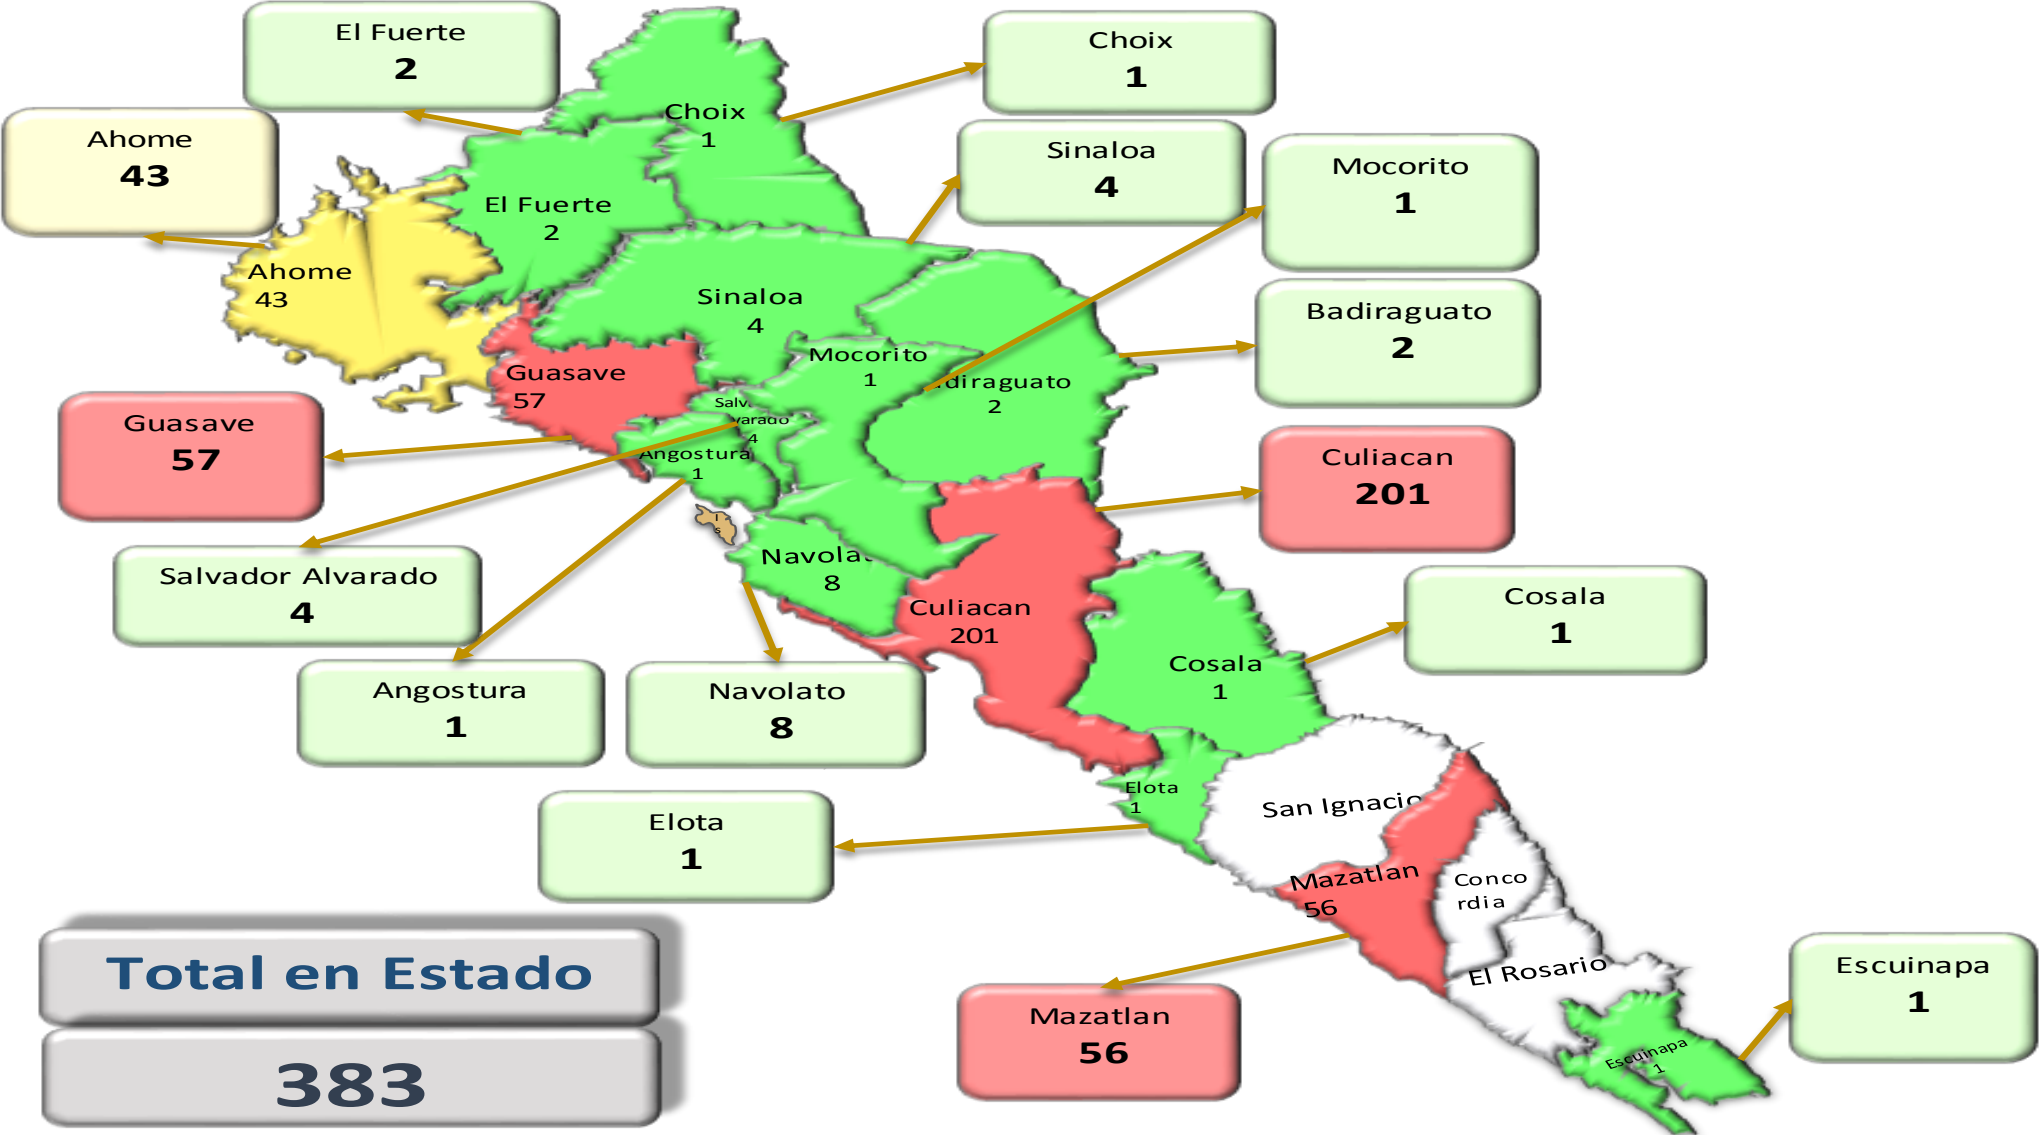 El Fuerte
2
Choix
1
Ahome
43
Choix
1
Sinaloa
4
Mocorito
1
El Fuerte
2
Ahome
43
Sinaloa
4
Badiraguato
2
Mocorito
1
diraguato
2
Guasave
57
Guasave
57
Salv
varado
4
Angostura
1
Culiacan
201
Salvador Alvarado
4
Navola
8
Culiacan
201
Cosala
1
Cosala
1
Angostura
1
Navolato
8
Elota
1
San Ignacio
Elota
1
Mazatlan
56
Conco
rdia
El Rosario
Total en Estado
383
Mazatlan
56
Escuinapa
1
Escuinapa
1